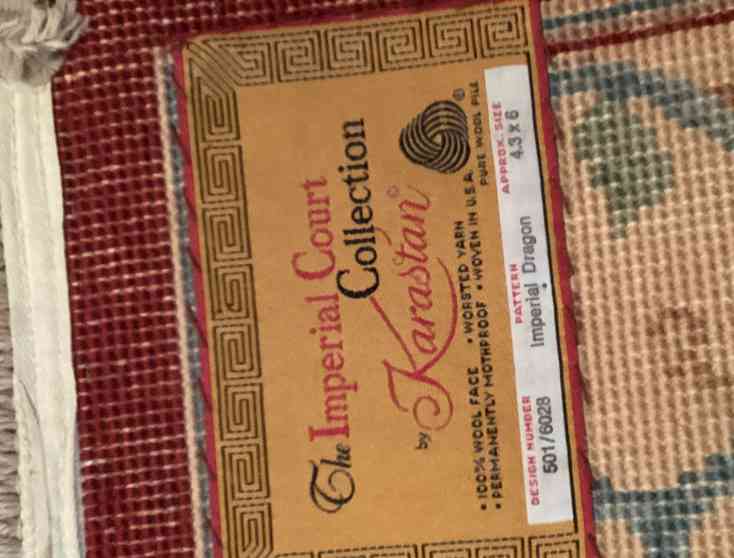 The Imperial Court
Collection
by Karastan©
®
• 100% WOOL FACE • WORSTED YARN
• PERMANENTLY MOTHPROOF • WOVEN IN U.S.A.
PURE WOOL PILE
DESIGN NUMBER PATTERN APPROX. SIZE
501/6028 Imperial Dragon 4.3 x 6